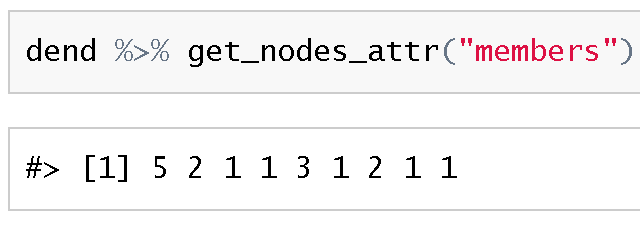 dend %>% get_nodes_attr("members")
#> [1] 5 2 1 1 3 1 2 1 1